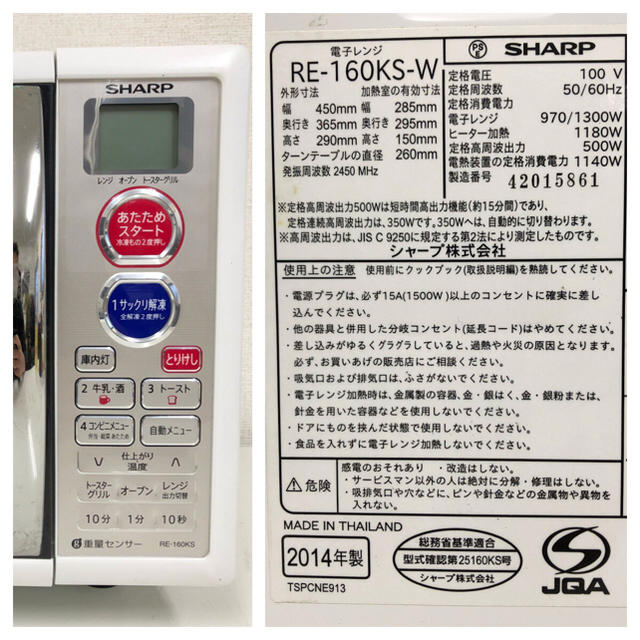 SHARP
レンジ オーブン トースターグリル
あたため
スタート
冷凍もの2度押し
1サックリ解凍
全解凍2度押し
庫内灯
とりけし
2 牛乳・酒
3 トースト
4コンビニメニュー
弁当・総菜あたため
自動メニュー
仕上がり
温度
トースター
グリル
オーブン
レンジ
出力切替
10分
1分
10秒
g 重量センサー
RE-160KS
電子レンジ
PS
E
SHARP
RE-160KS-W
外形寸法
加熱室の有効寸法
幅 450mm 幅 285mm
奥行き 365mm 奥行き 295mm
高さ 290mm 高さ 150mm
ターンテーブルの直径 260mm
発振周波数 2450 MHz
定格電圧 100 V
定格周波数 50/60Hz
定格消費電力
電子レンジ 970/1300W
ヒーター加熱 1180W
定格高周波出力 500W
電熱装置の定格消費電力 1140W
製造番号 42015861
※定格高周波出力500Wは短時間高出力機能(約15分間)であり、
定格連続高周波出力は、350Wです。350Wへは、自動的に切り替わります。
※高周波出力は、JIS C 9250に規定する第2法により測定したものです。
シャープ株式会社
使用上の注意 使用前にクックブック(取扱説明編)を熟読してください。
・電源プラグは、必ず15A(1500W)以上のコンセントに確実に差し
込んでください。
・他の器具と併用した分岐コンセント(延長コード)はやめてください。
・差し込みがゆるくグラグラしていると、過熱や火災の原因となります。
必ず、お買いあげの販売店にご相談ください。
・吸気口および排気口は、ふさがないでください。
・電子レンジ加熱時は、金属製の容器、金・銀はく、金・銀粉または、
針金を用いた容器などを使用しないでください。
・ドアにものを挟んだ状態で使用しないでください。
・食品を入れずに電子レンジ加熱しないでください。
危険
感電のおそれあり ・改造はしない。
・サービスマン以外の人は絶対に分解・修理はしない。
・吸排気口や穴などに、ピンや針金などの金属物や異物を
入れない。
MADE IN THAILAND
2014年製
TSPCNE913
総務省基準適合
型式確認第25160KS号
シャープ株式会社
JQA